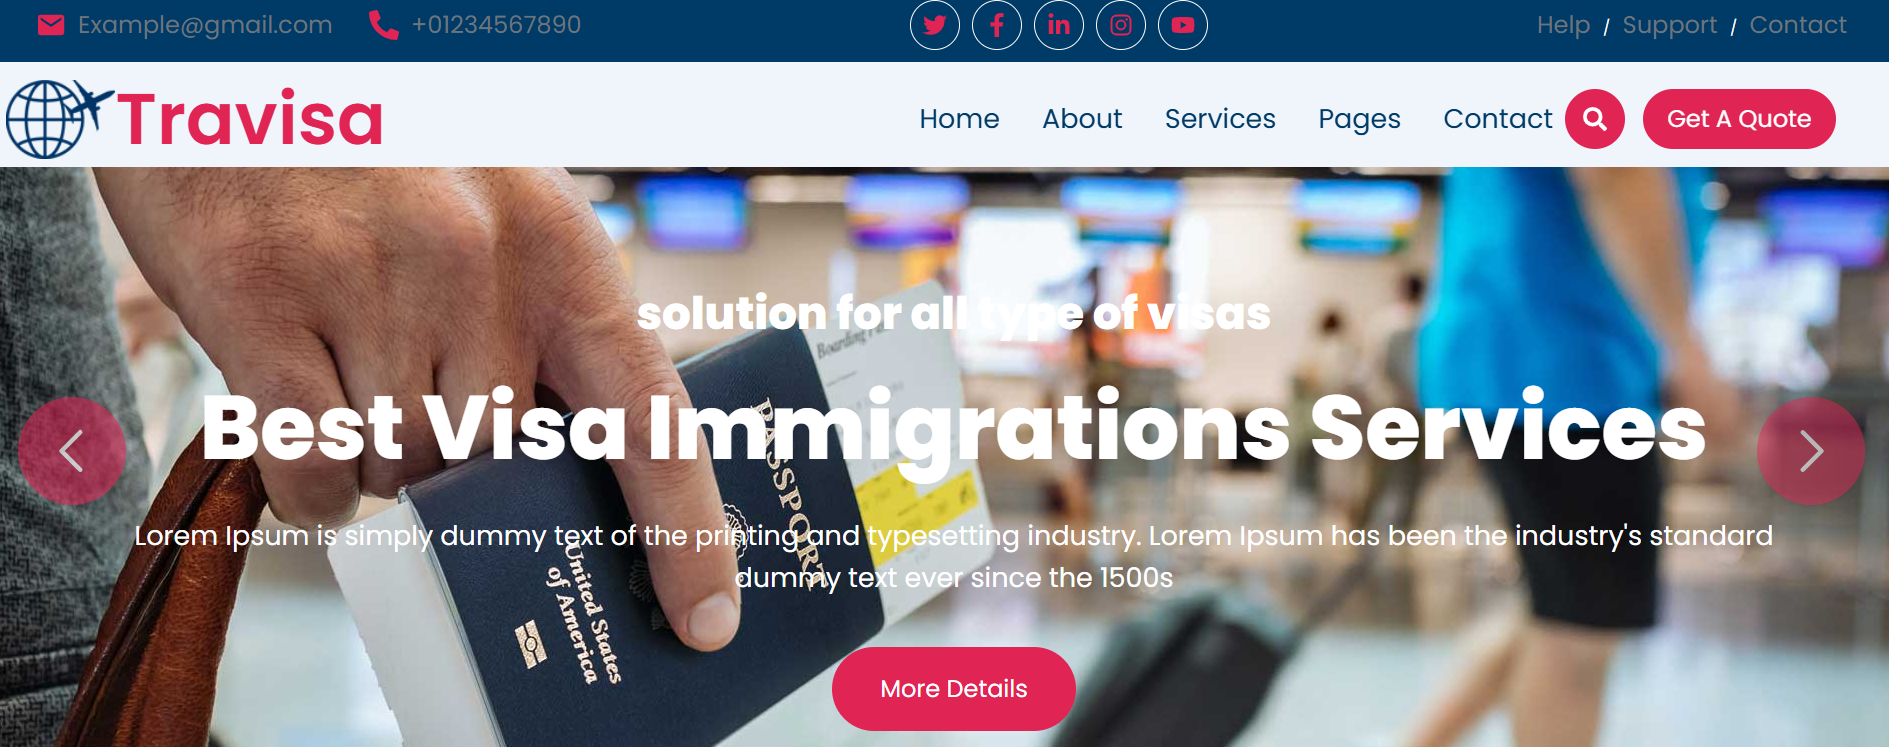 Example@gmail.com +01234567890 Help / Support / Contact
Travisa
Home About Services Pages Contact Get A Quote
solution for all type of visas
Boarding
Best Visa Immigrations Services
PASSPORT
Lorem Ipsum is simply dummy text of the printing and typesetting industry. Lorem Ipsum has been the industry's standard
dummy text ever since the 1500s
United States
of America
More Details